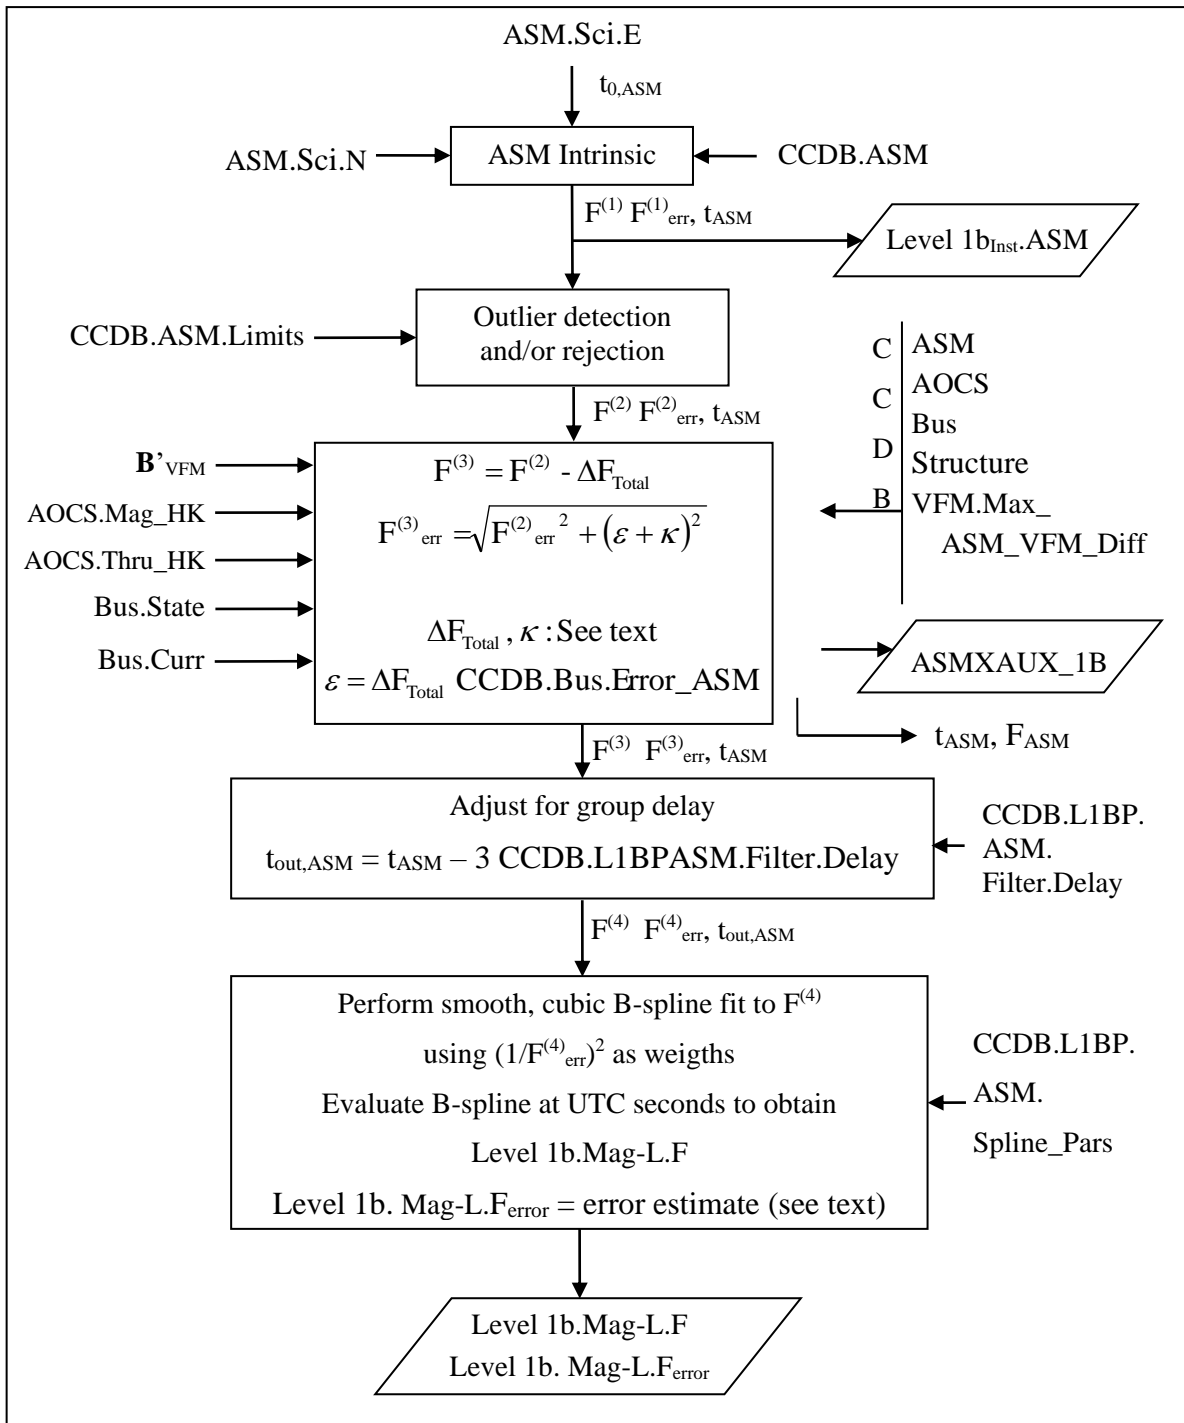 ASM.Sci.E
t0,ASM
ASM.Sci.N
ASM Intrinsic
CCDB.ASM
F(1) F(1)err, tASM
Level 1bInst.ASM
CCDB.ASM.Limits
Outlier detection
and/or rejection
F(2) F(2)err, tASM
C
C
D
B
ASM
AOCS
Bus
Structure
VFM.Max_
ASM_VFM_Diff
B’VFM
AOCS.Mag_HK
AOCS.Thru_HK
Bus.State
Bus.Curr
F(3) = F(2) - ΔFTotal
F(3)err = √F(2)err2 + (ε + κ)2
ΔFTotal , κ : See text
ε = ΔFTotal CCDB.Bus.Error_ASM
ASMXAUX_1B
tASM, FASM
F(3) F(3)err, tASM
Adjust for group delay
tout,ASM = tASM – 3 CCDB.L1BPASM.Filter.Delay
CCDB.L1BP.
ASM.
Filter.Delay
F(4) F(4)err, tout,ASM
Perform smooth, cubic B-spline fit to F(4)
using (1/F(4)err)2 as weigths
Evaluate B-spline at UTC seconds to obtain
Level 1b.Mag-L.F
Level 1b. Mag-L.Ferror = error estimate (see text)
CCDB.L1BP.
ASM.
Spline_Pars
Level 1b.Mag-L.F
Level 1b. Mag-L.Ferror